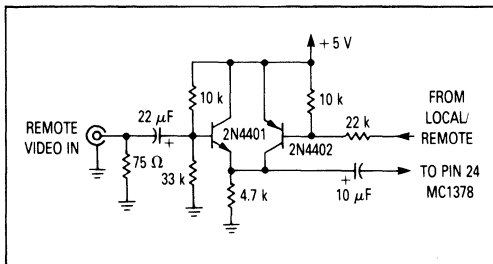 +5 V
10 k
10 k
22 µF
2N4401
22 k
FROM
LOCAL/
REMOTE
REMOTE
VIDEO IN
+
2N4402
75 Ω
33 k
4.7 k
+
10 µF
TO PIN 24
MC1378